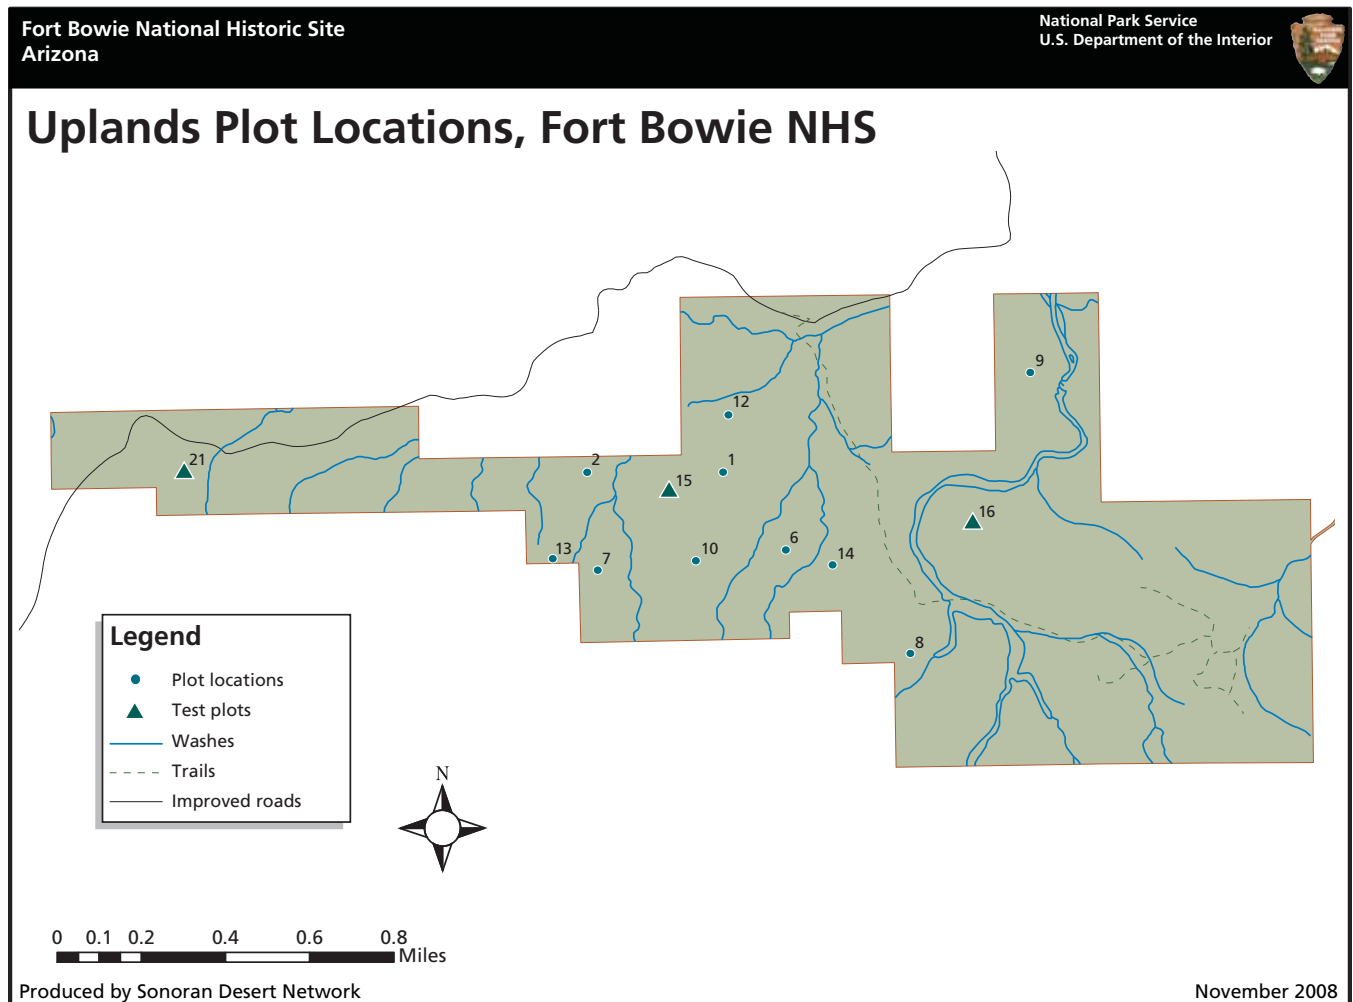 Fort Bowie National Historic Site
Arizona
National Park Service
U.S. Department of the Interior
Uplands Plot Locations, Fort Bowie NHS
9
12
21
2
1
15
16
13
7
10
6
14
8
Legend
Plot locations
Test plots
Washes
Trails
Improved roads
N
0 0.1 0.2 0.4 0.6 0.8
Miles
Produced by Sonoran Desert Network
November 2008